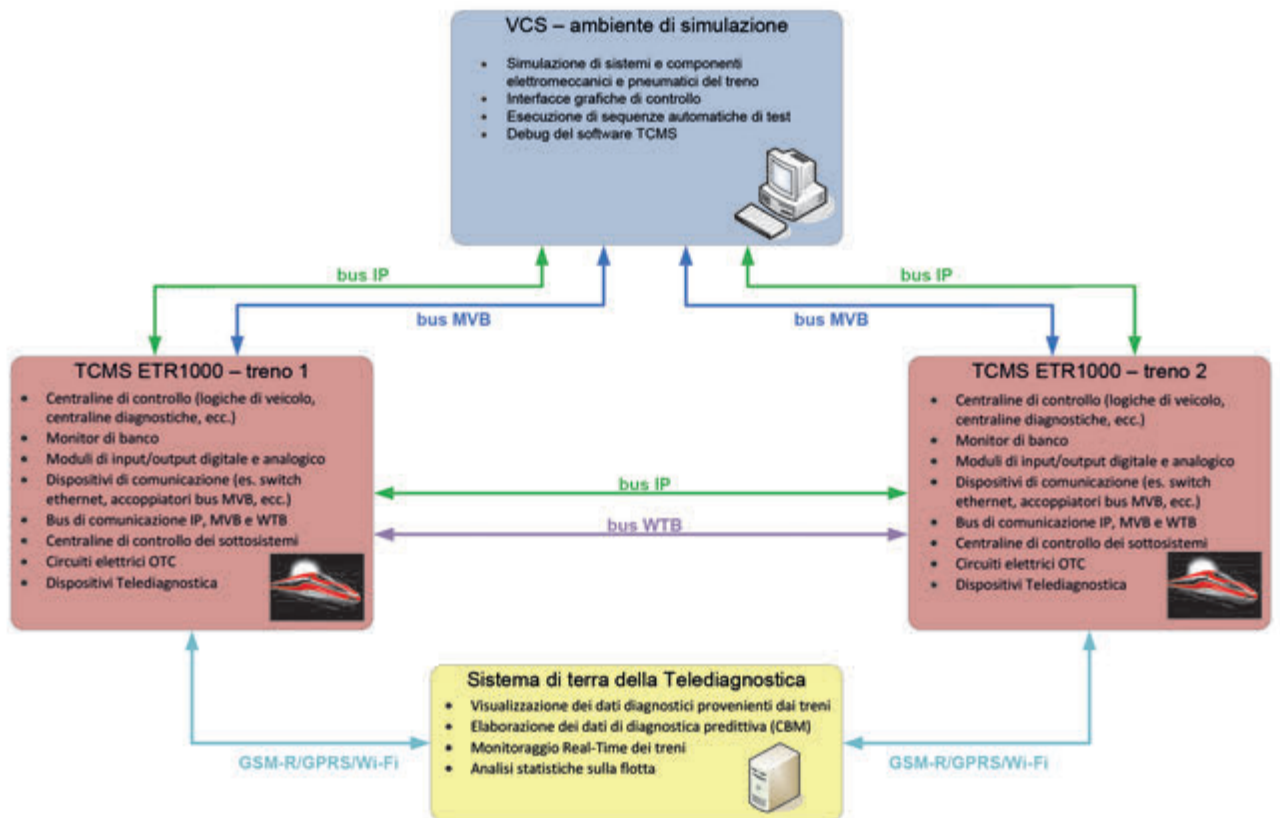 VCS – ambiente di simulazione
• Simulazione di sistemi e componenti
elettromeccanici e pneumatici del treno
• Interfacce grafiche di controllo
• Esecuzione di sequenze automatiche di test
• Debug del software TCMS
bus IP
bus IP
bus MVB
bus MVB
TCMS ETR1000 – treno 1
• Centraline di controllo (logiche di veicolo,
centraline diagnostiche, ecc.)
• Monitor di banco
• Moduli di input/output digitale e analogico
• Dispositivi di comunicazione (es. switch
ethernet, accoppiatori bus MVB, ecc.)
• Bus di comunicazione IP, MVB e WTB
• Centraline di controllo dei sottosistemi
• Circuiti elettrici OTC
• Dispositivi Telediagnostica
bus IP
bus WTB
TCMS ETR1000 – treno 2
• Centraline di controllo (logiche di veicolo,
centraline diagnostiche, ecc.)
• Monitor di banco
• Moduli di input/output digitale e analogico
• Dispositivi di comunicazione (es. switch
ethernet, accoppiatori bus MVB, ecc.)
• Bus di comunicazione IP, MVB e WTB
• Centraline di controllo dei sottosistemi
• Circuiti elettrici OTC
• Dispositivi Telediagnostica
Sistema di terra della Telediagnostica
• Visualizzazione dei dati diagnostici provenienti dai treni
• Elaborazione dei dati di diagnostica predittiva (CBM)
• Monitoraggio Real-Time dei treni
• Analisi statistiche sulla flotta
GSM-R/GPRS/Wi-Fi
GSM-R/GPRS/Wi-Fi